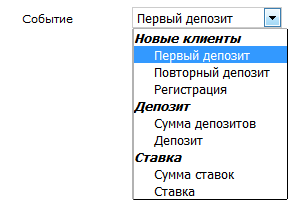 Событие Первый депозит
Новые клиенты
Первый депозит
Повторный депозит
Регистрация
Депозит
Сумма депозитов
Депозит
Ставка
Сумма ставок
Ставка